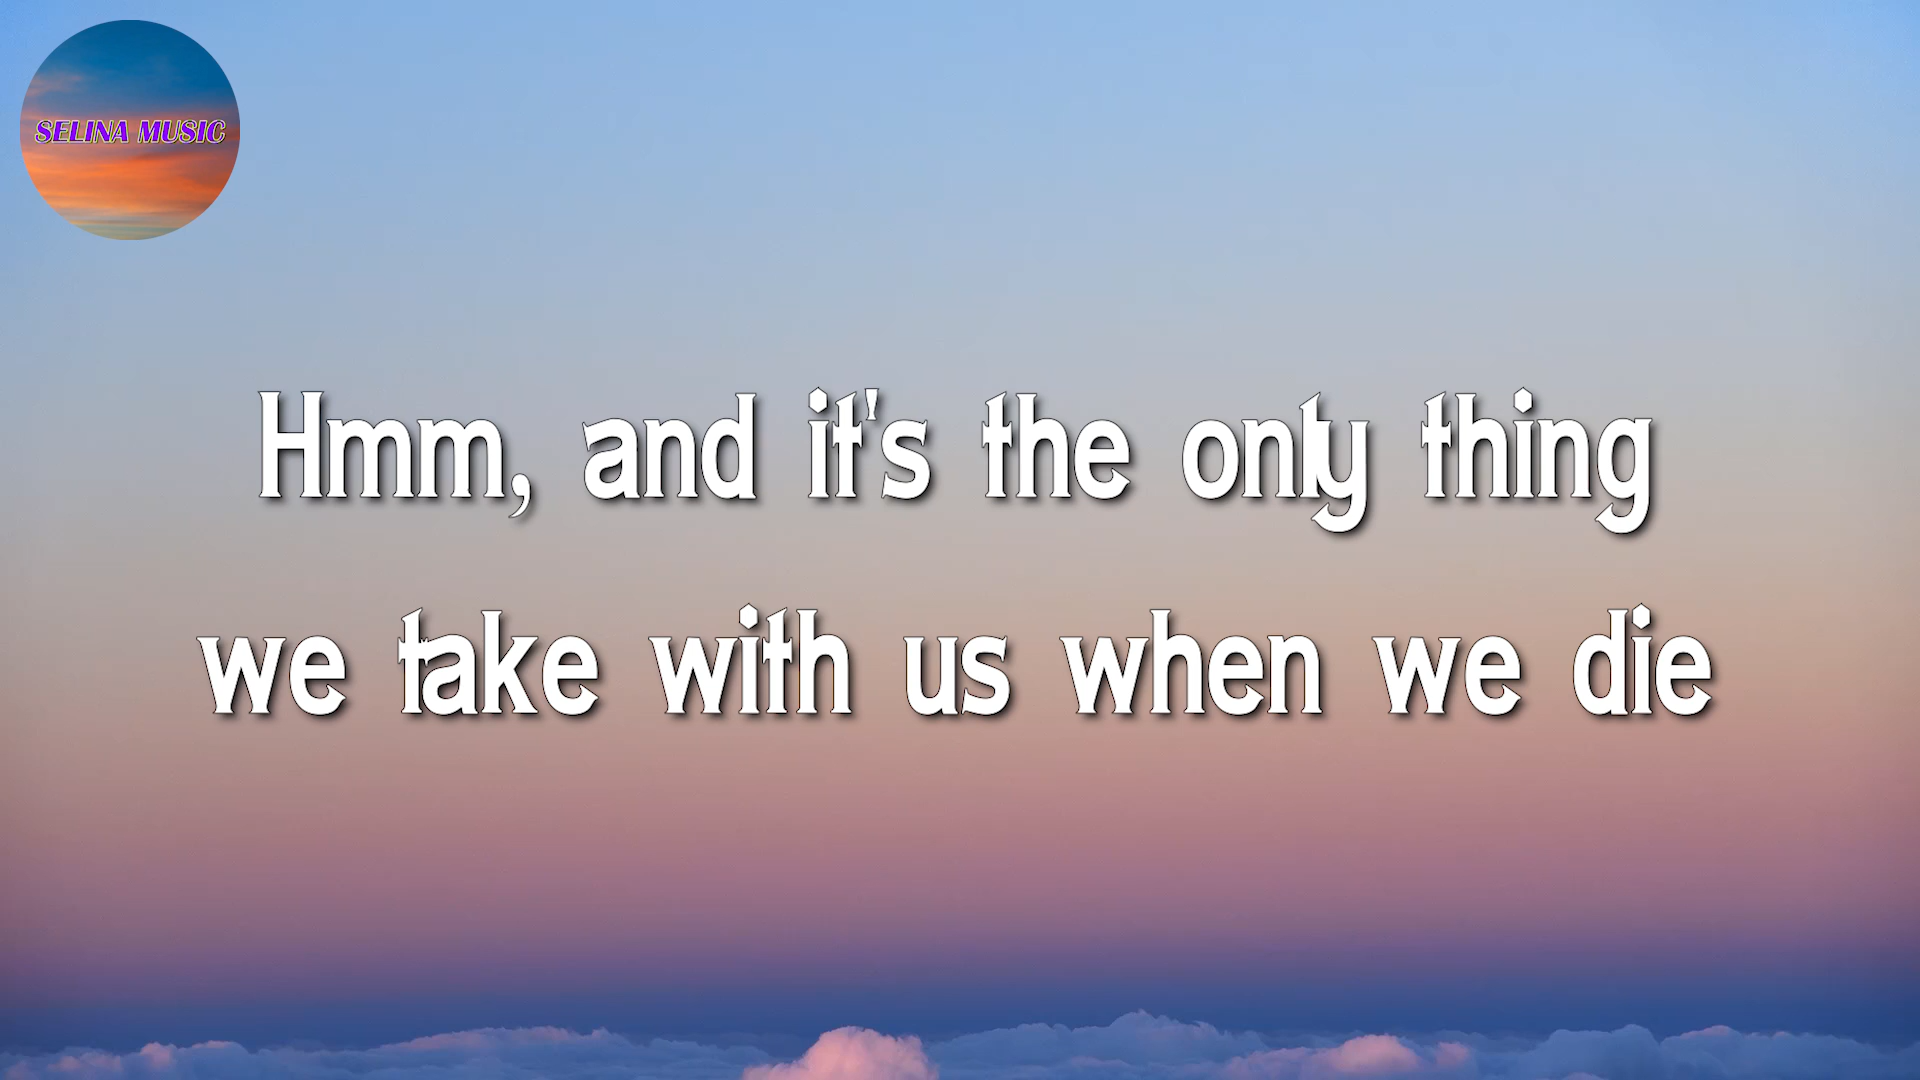 SELINA MUSIC
Hmm, and it's the only thing
we take with us when we die